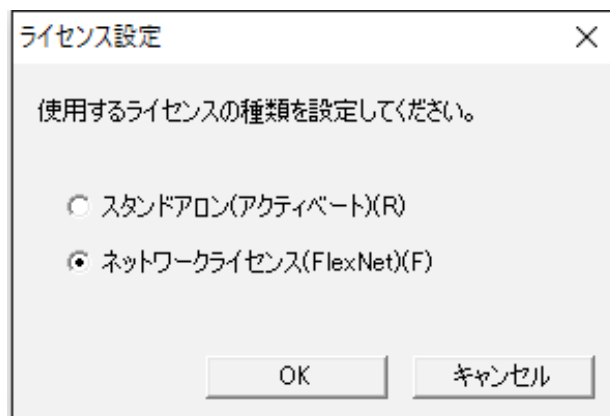 ライセンス設定
使用するライセンスの種類を設定してください。
スタンドアロン(アクティベート)(R)
ネットワークライセンス(FlexNet)(F)
OK
キャンセル